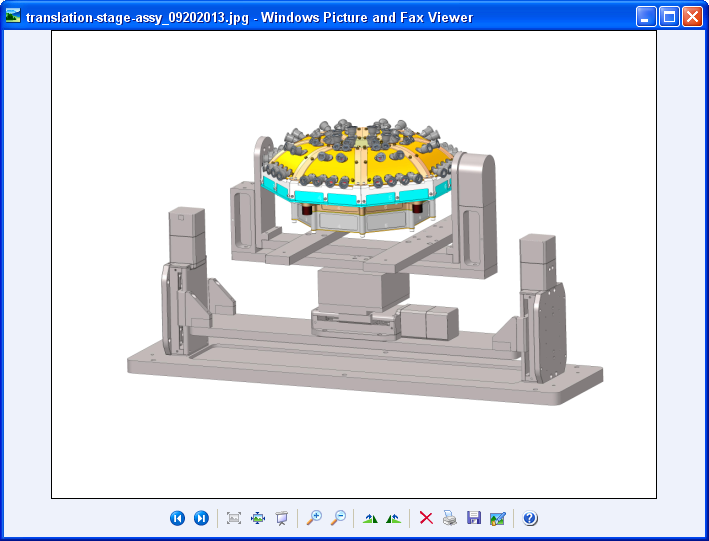 translation-stage-assy_09202013.jpg - Windows Picture and Fax Viewer